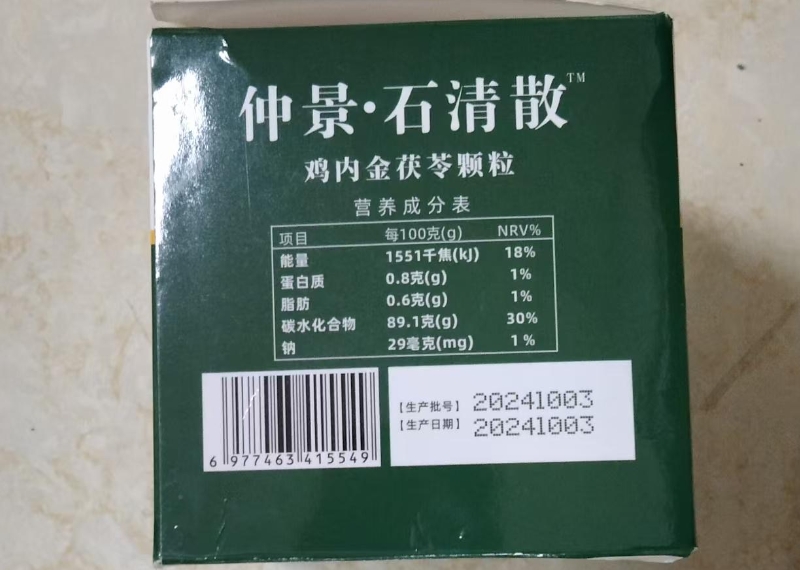 仲景·石清散™
鸡内金茯苓颗粒
营养成分表
项目 每100克(g) NRV%
能量 1551千焦(kJ) 18%
蛋白质 0.8克(g) 1%
脂肪 0.6克(g) 1%
碳水化合物 89.1克(g) 30%
钠 29毫克(mg) 1%
6 977463 415549
【生产批号】 20241003
【生产日期】 20241003